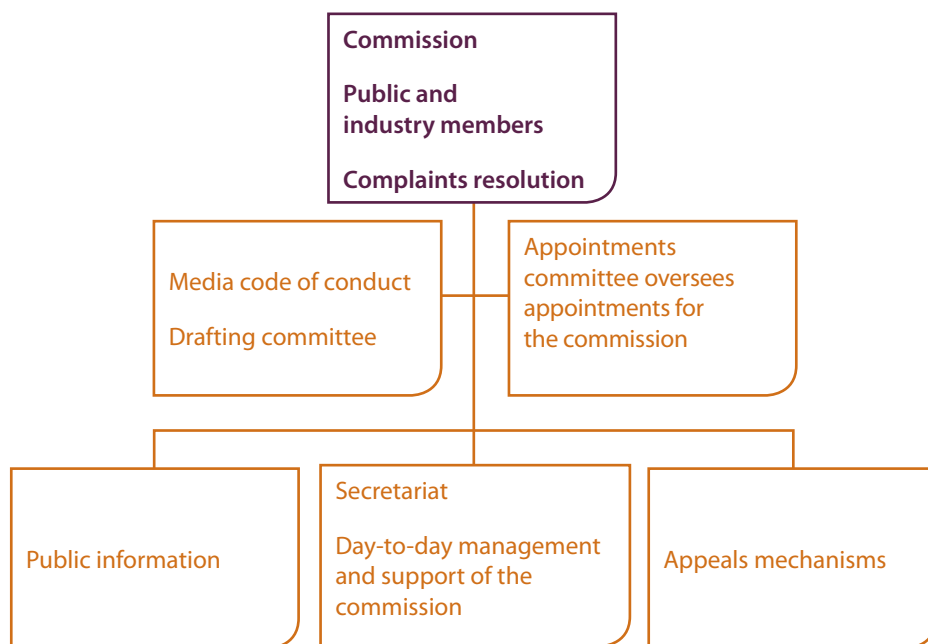 Commission
Public and
industry members
Complaints resolution
Media code of conduct
Drafting committee
Appointments
committee oversees
appointments for
the commission
Public information
Secretariat
Day-to-day management
and support of the
commission
Appeals mechanisms